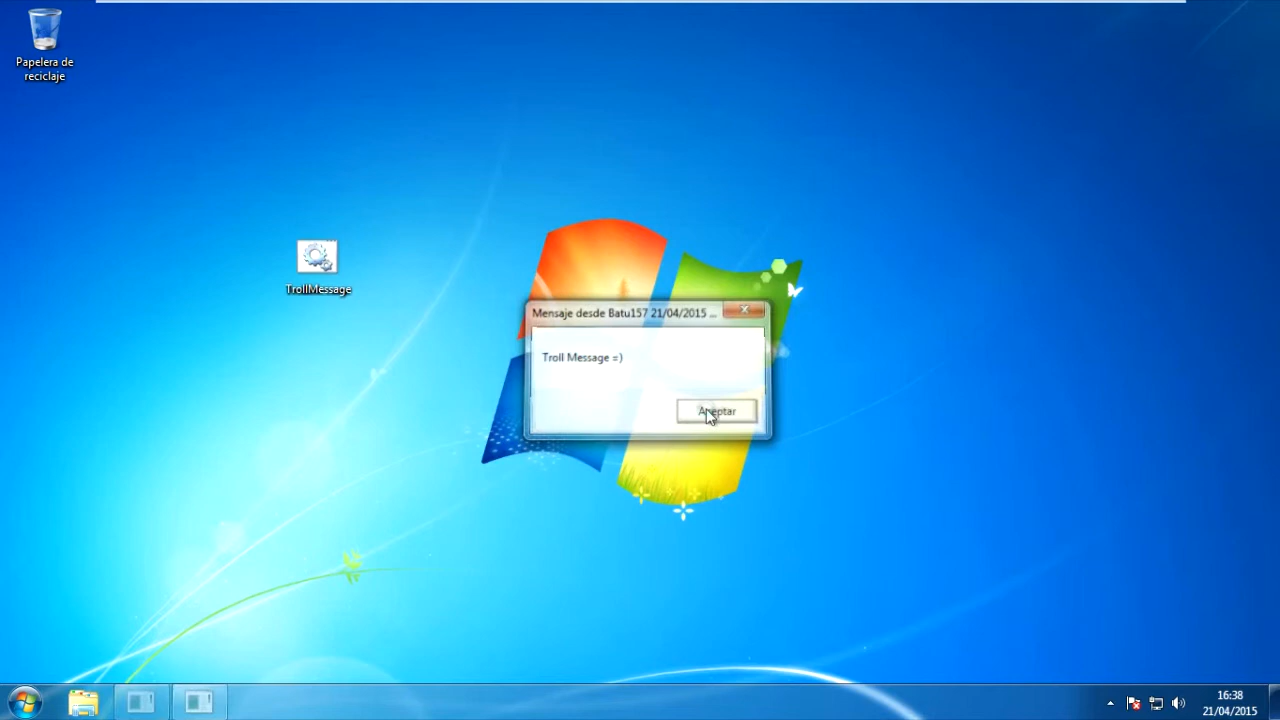 Papelera de
reciclaje
TrollMessage
Mensaje desde Batu157 21/04/2015 ...
Troll Message =)
Aceptar
16:38
21/04/2015